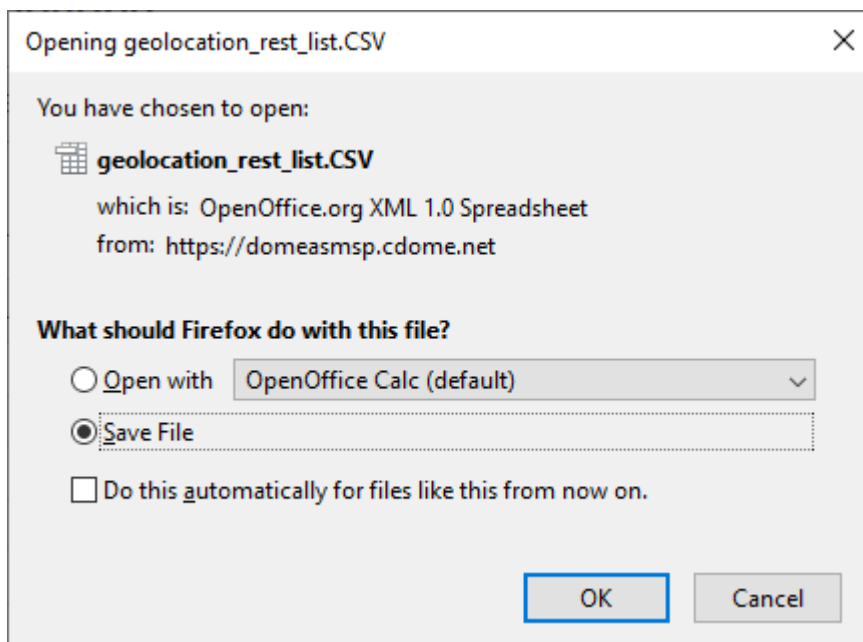 Opening geolocation_rest_list.CSV
You have chosen to open:
geolocation_rest_list.CSV
which is: OpenOffice.org XML 1.0 Spreadsheet
from: https://domeasmsp.cdome.net
What should Firefox do with this file?
Open with OpenOffice Calc (default)
Save File
Do this automatically for files like this from now on.
OK Cancel